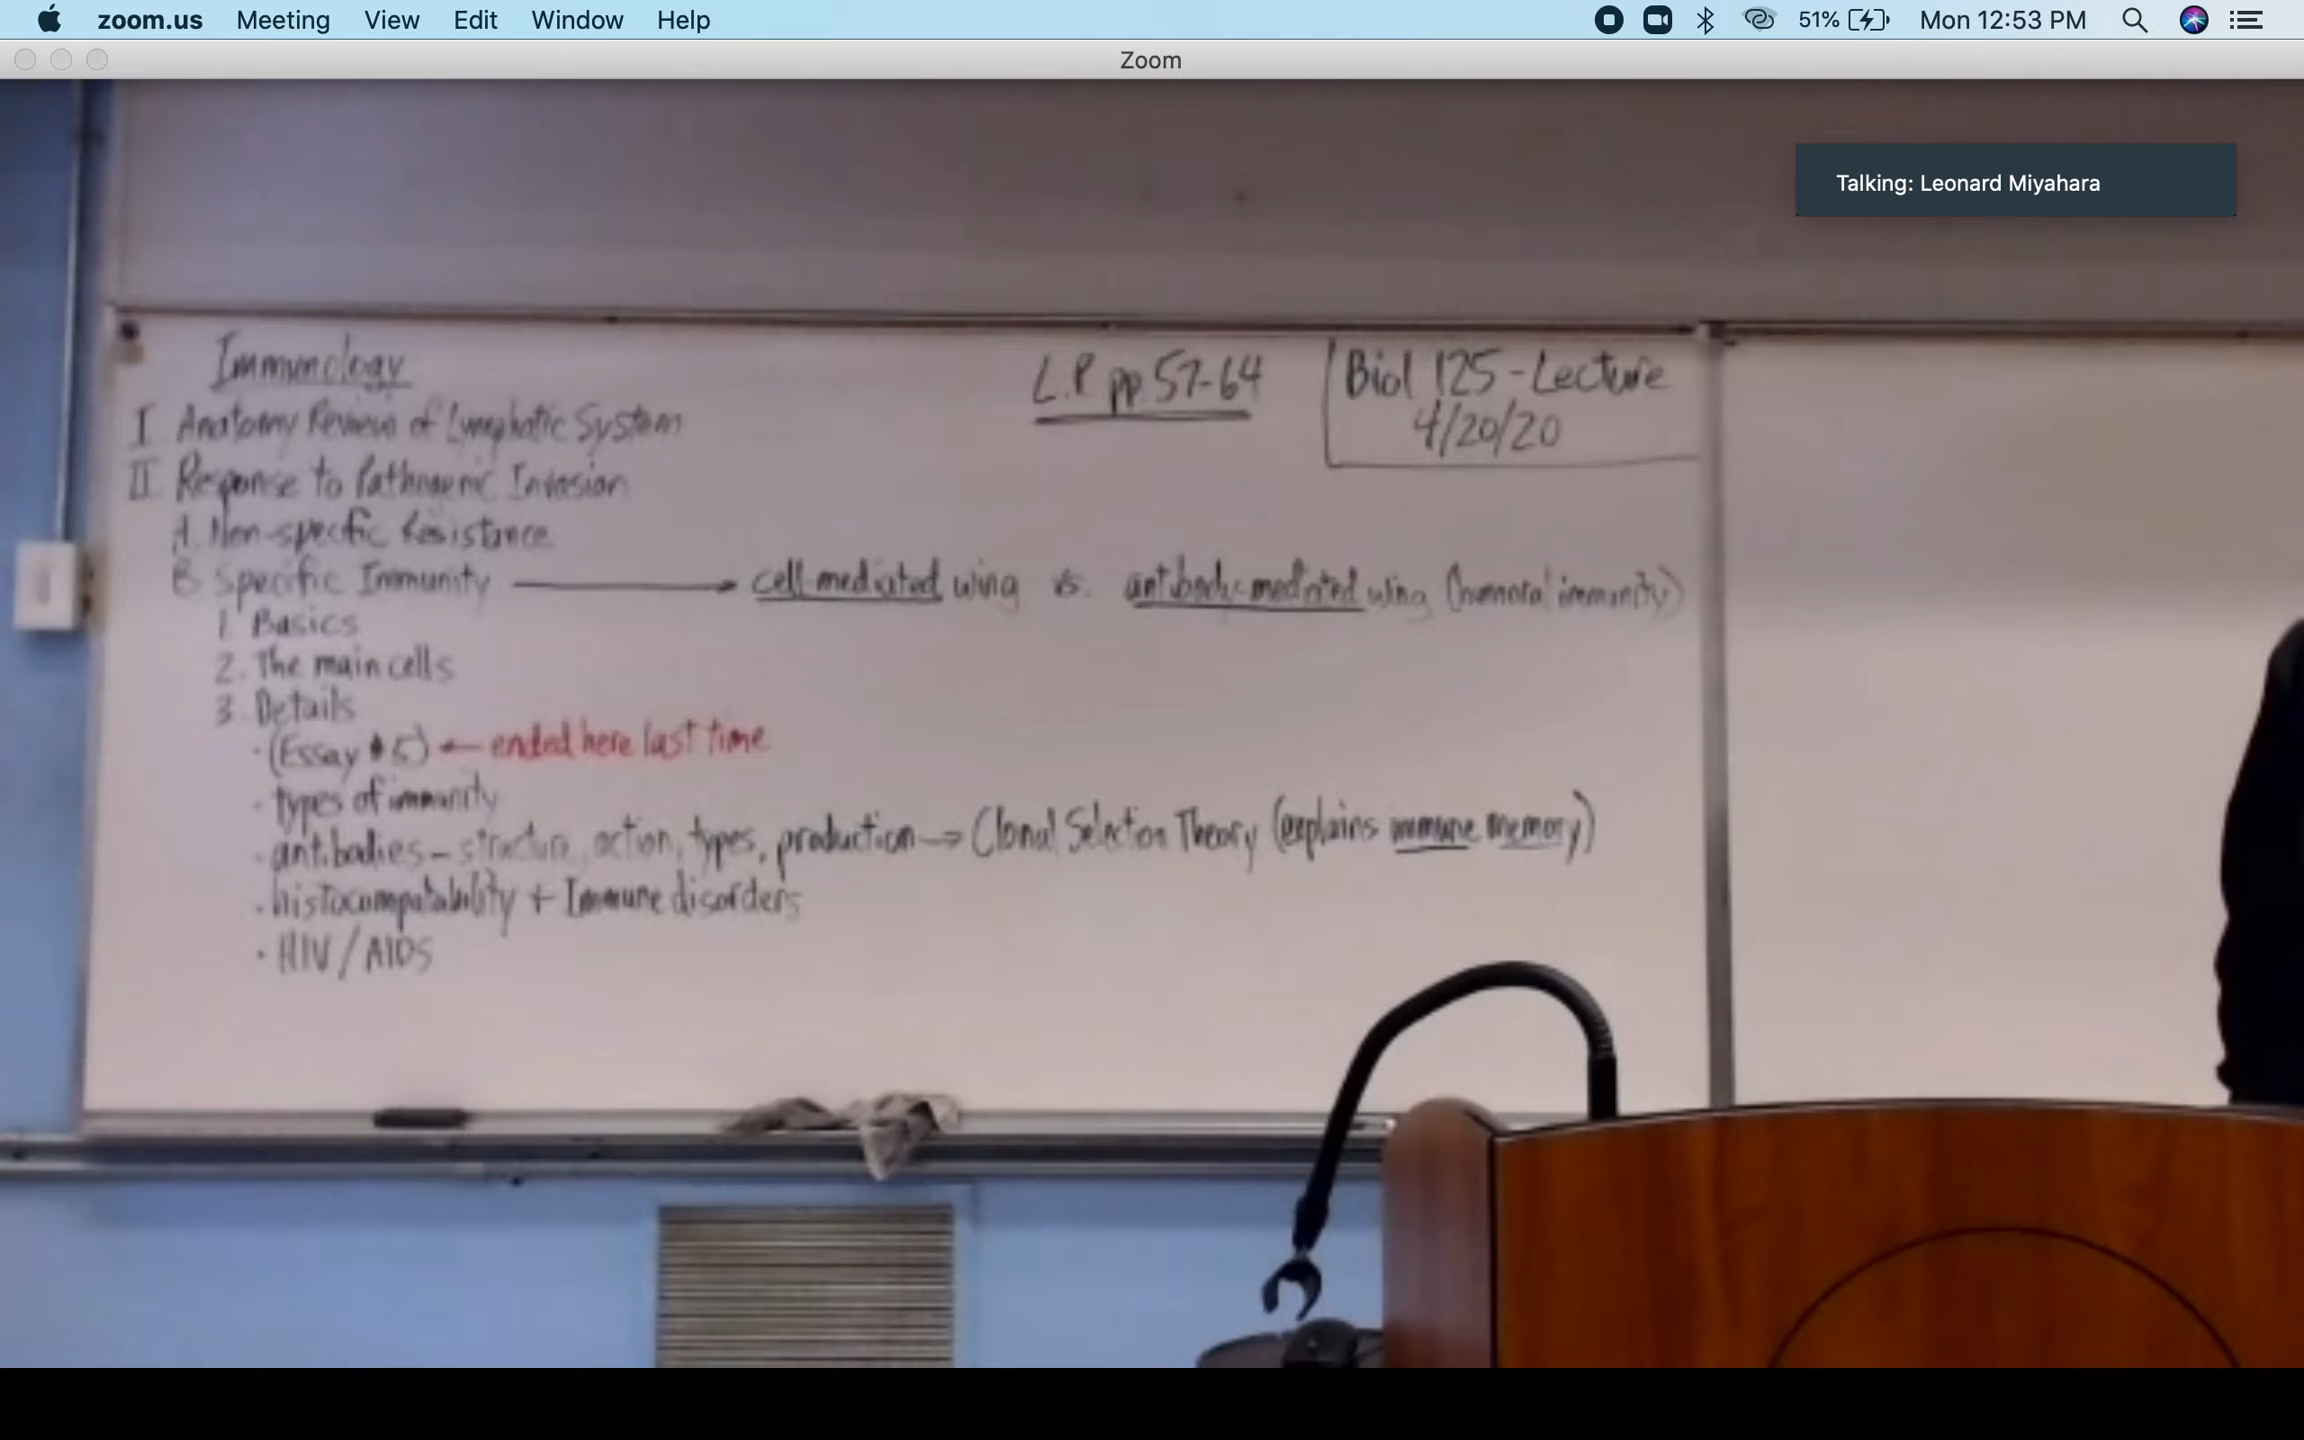 zoom.us Meeting View Edit Window Help 51% Mon 12:53 PM
Zoom
Talking: Leonard Miyahara
Immunology
L.P. pp. 57-64
Biol 125 - Lecture
4/20/20
I Anatomy Review of Lymphatic System
II Response to Pathogenic Invasion
A. Non-specfic Resistance
B Specific Immunity → cell-mediated wing vs. antibody-mediated wing (humoral immunity)
1. Basics
2. The main cells
3. Details
• (Essay #5) ← ended here last time
• types of immunity
• antibodies - structure, action, types, production → Clonal Selection Theory (explains immune memory)
• histocompatability + Immune disorders
• HIV / AIDS